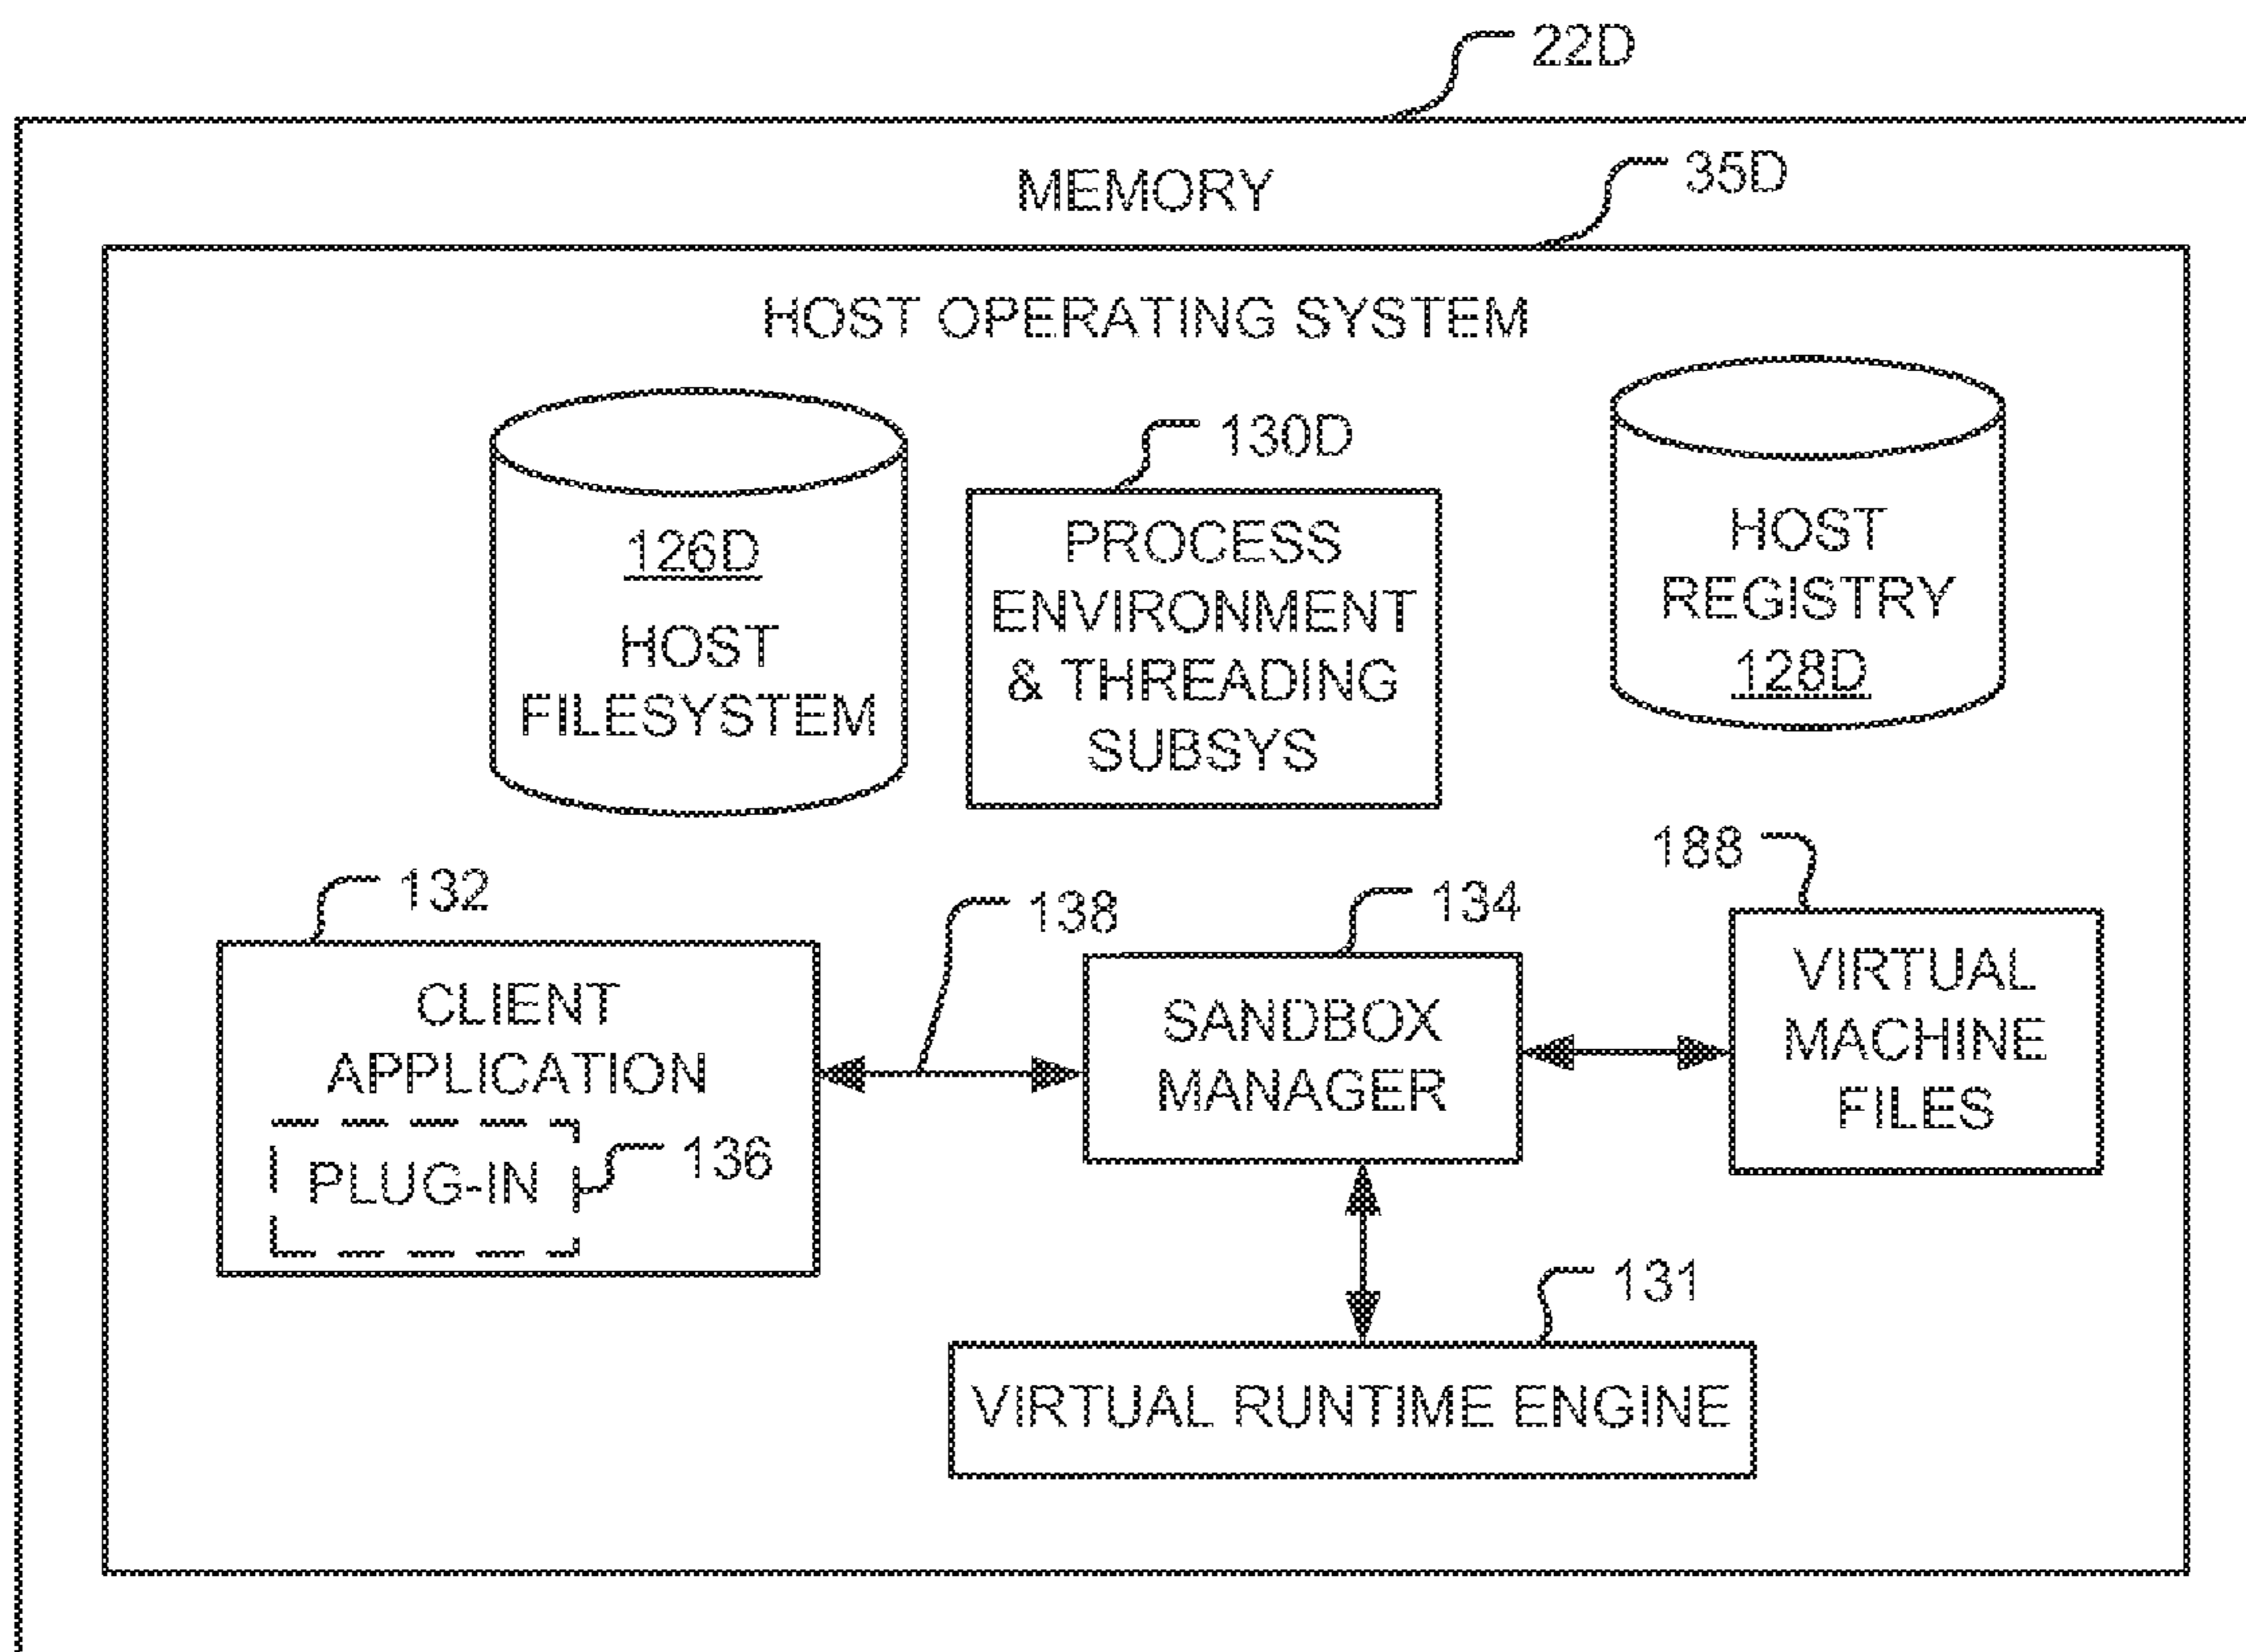 22D
MEMORY
35D
HOST OPERATING SYSTEM
126D
HOST
FILESYSTEM
130D
PROCESS
ENVIRONMENT
& THREADING
SUBSYS
HOST
REGISTRY
128D
132
CLIENT
APPLICATION
PLUG-IN
136
138
134
SANDBOX
MANAGER
188
VIRTUAL
MACHINE
FILES
131
VIRTUAL RUNTIME ENGINE